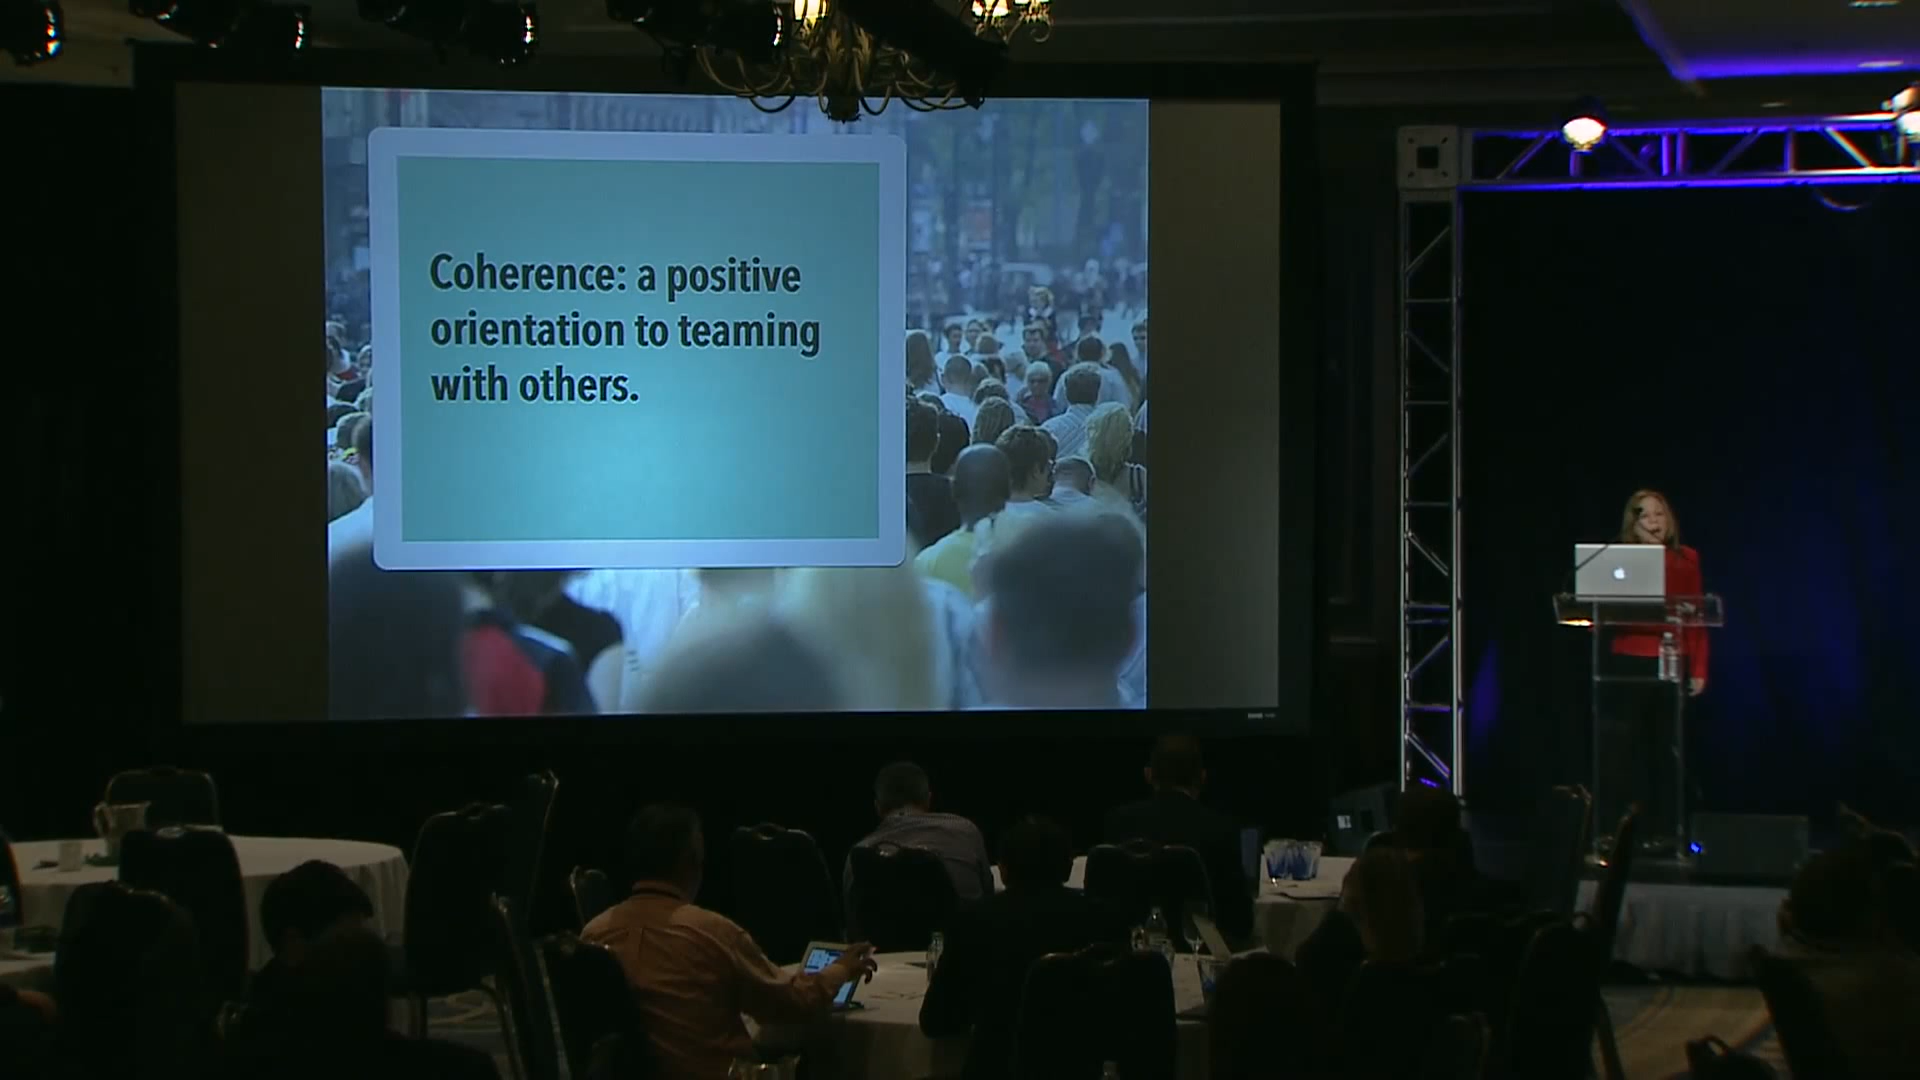 Coherence: a positive
orientation to teaming
with others.